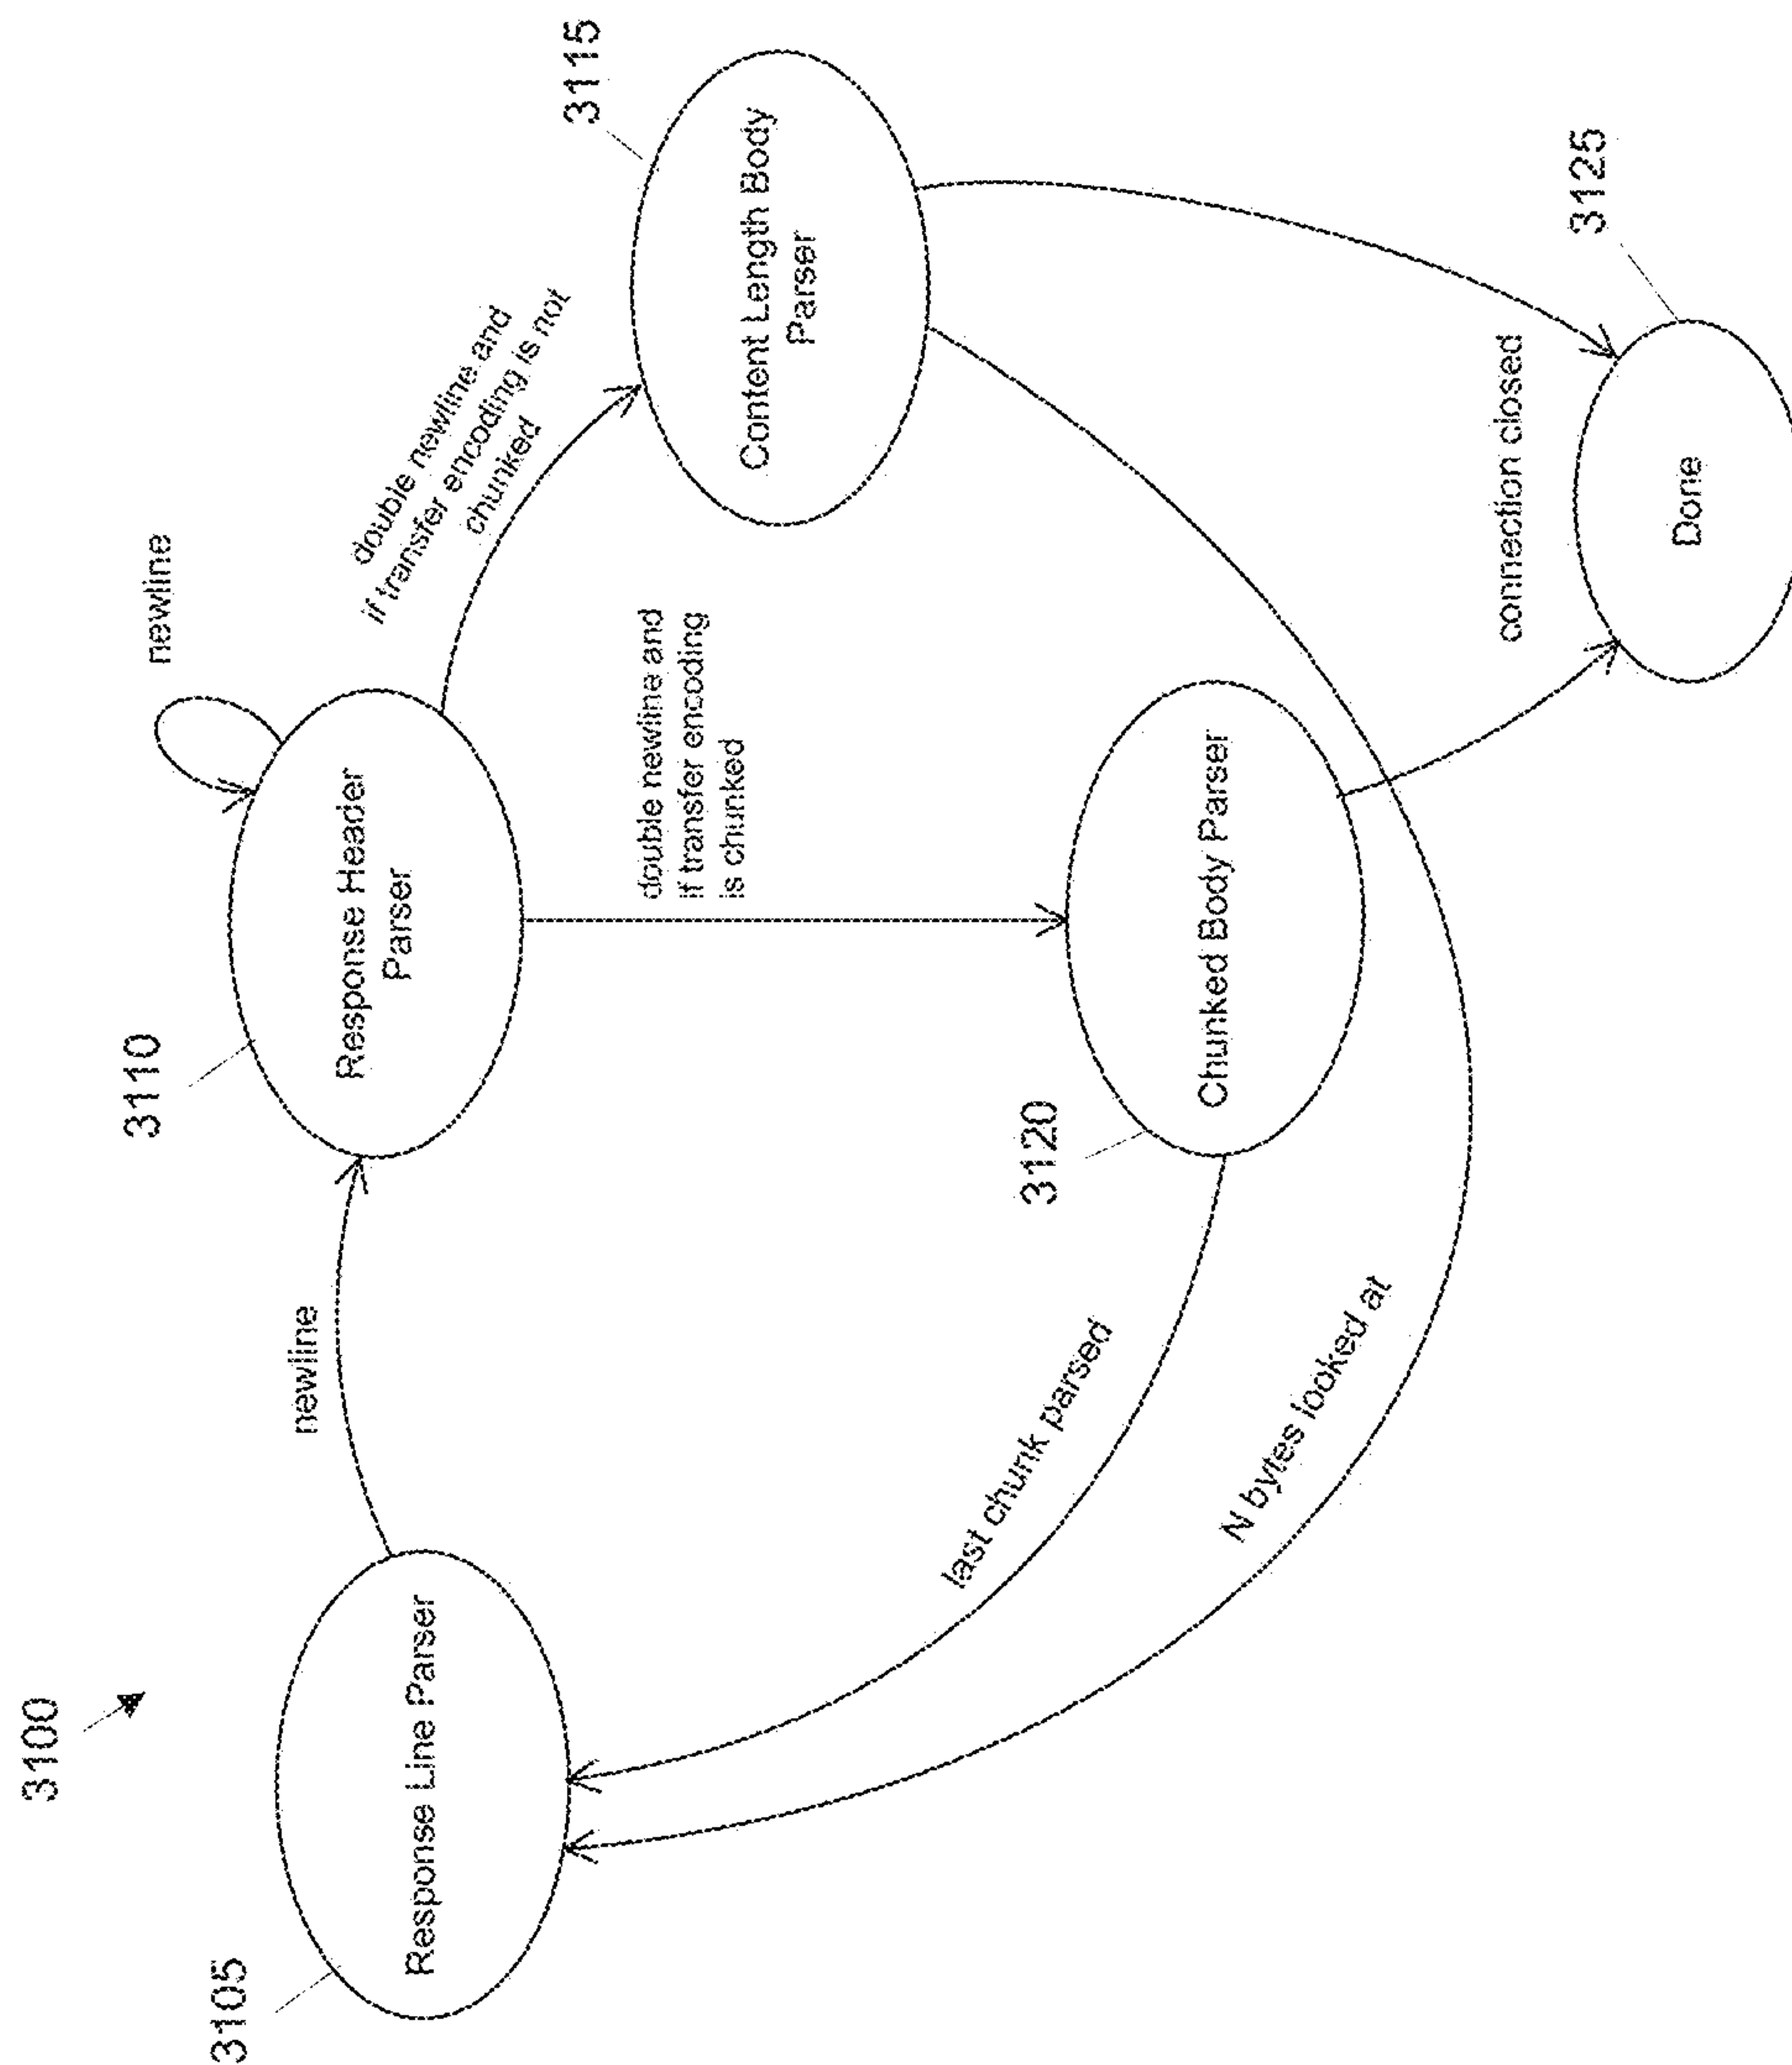 3100
3105
Response Line Parser
newline
3110
Response Header
Parser
newline
double newline and
if transfer encoding is not
chunked
3115
Content Length Body
Parser
double newline and
if transfer encoding
is chunked
3120
Chunked Body Parser
last chunk parsed
N bytes looked at
connection closed
3125
Done